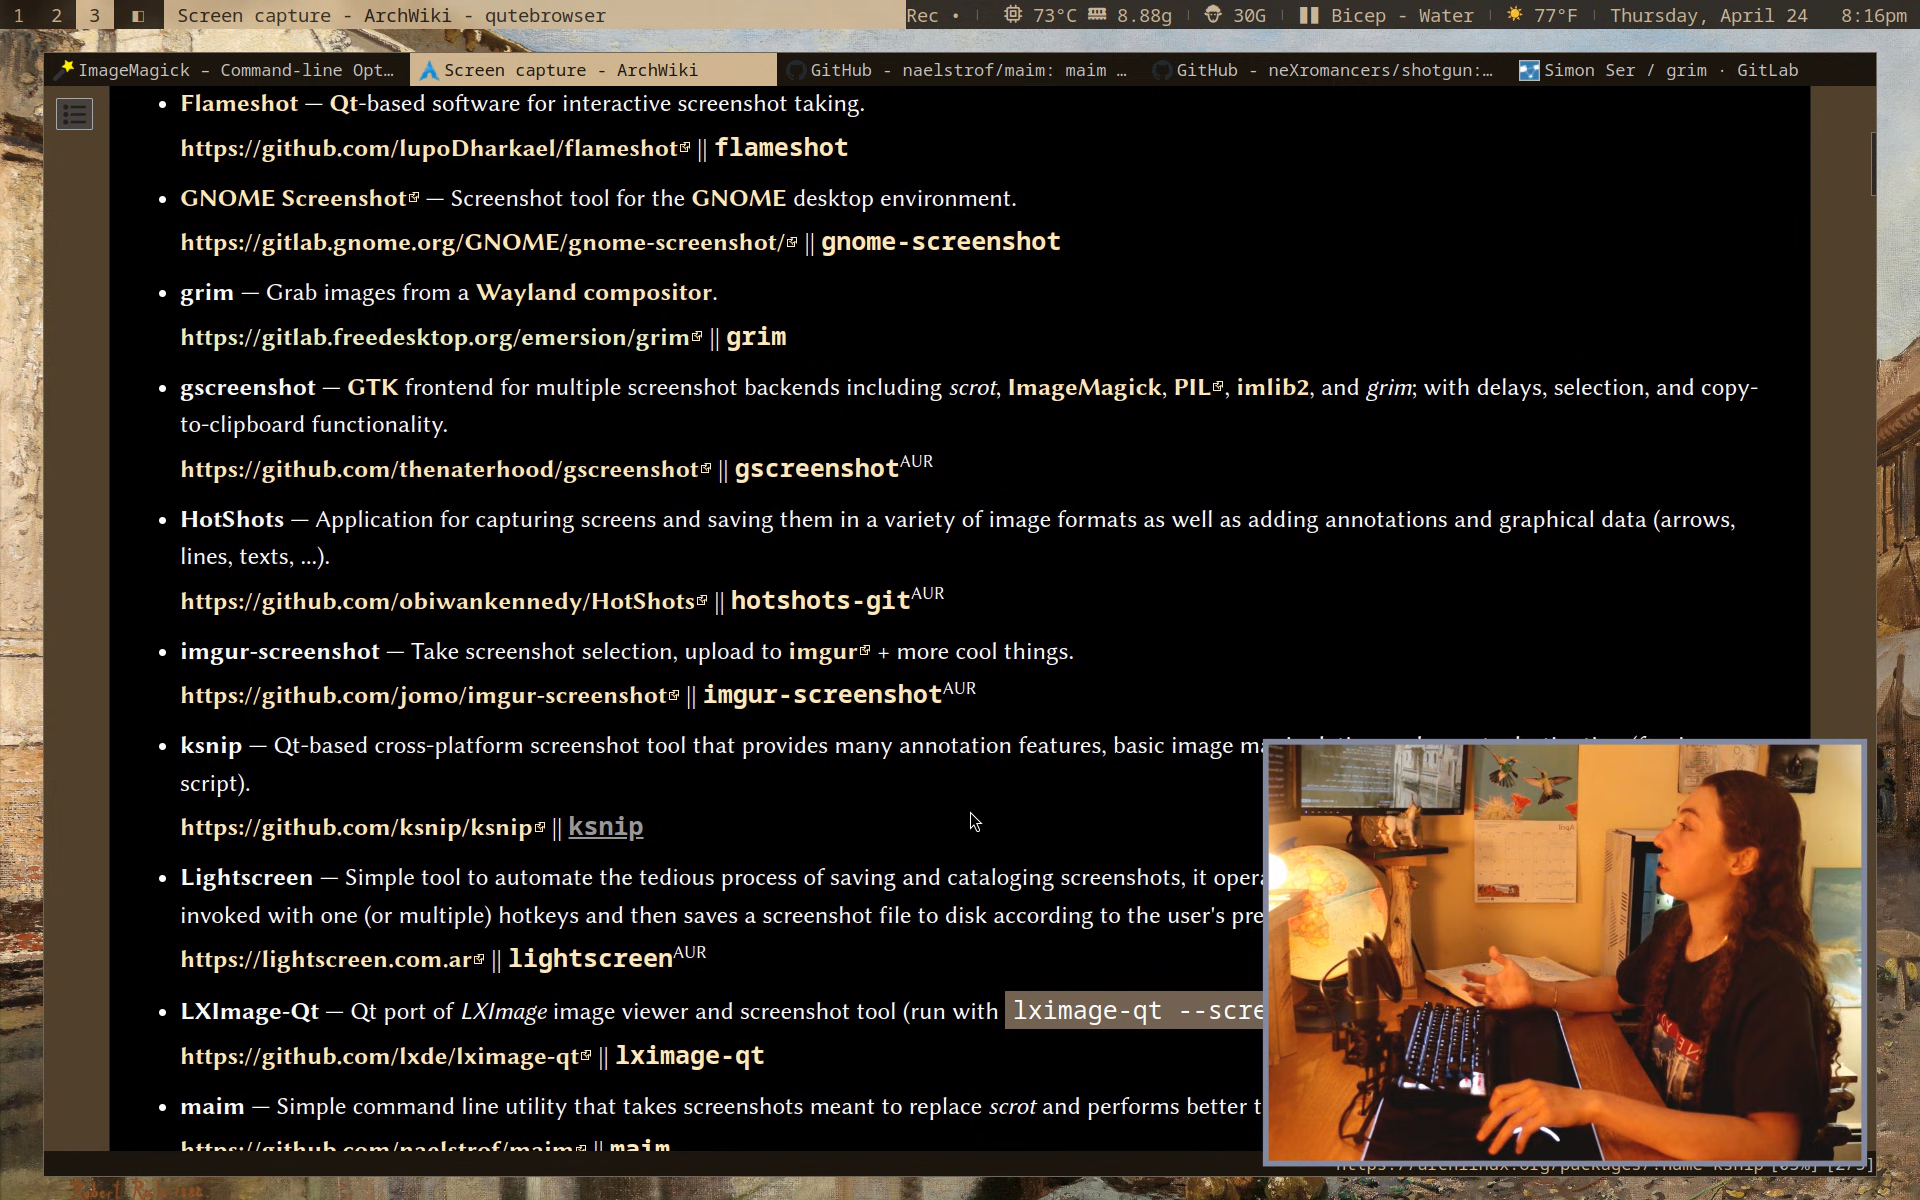 1 2 3 Screen capture - ArchWiki - qutebrowser Rec • 73°C 8.88g 30G Bicep - Water 77°F Thursday, April 24 8:16pm
ImageMagick – Command-line Opt… Screen capture - ArchWiki GitHub - naelstrof/maim: maim … GitHub - neXromancers/shotgun:… Simon Ser / grim · GitLab
• Flameshot — Qt-based software for interactive screenshot taking.
https://github.com/lupoDharkael/flameshot || flameshot
• GNOME Screenshot — Screenshot tool for the GNOME desktop environment.
https://gitlab.gnome.org/GNOME/gnome-screenshot/ || gnome-screenshot
• grim — Grab images from a Wayland compositor.
https://gitlab.freedesktop.org/emersion/grim || grim
• gscreenshot — GTK frontend for multiple screenshot backends including scrot, ImageMagick, PIL, imlib2, and grim; with delays, selection, and copy-
to-clipboard functionality.
https://github.com/thenaterhood/gscreenshot || gscreenshotAUR
• HotShots — Application for capturing screens and saving them in a variety of image formats as well as adding annotations and graphical data (arrows,
lines, texts, ...).
https://github.com/obiwankennedy/HotShots || hotshots-gitAUR
• imgur-screenshot — Take screenshot selection, upload to imgur + more cool things.
https://github.com/jomo/imgur-screenshot || imgur-screenshotAUR
• ksnip — Qt-based cross-platform screenshot tool that provides many annotation features, basic image
script).
https://github.com/ksnip/ksnip || ksnip
• Lightscreen — Simple tool to automate the tedious process of saving and cataloging screenshots, it
invoked with one (or multiple) hotkeys and then saves a screenshot file to disk according to the user's
https://lightscreen.com.ar || lightscreenAUR
• LXImage-Qt — Qt port of LXImage image viewer and screenshot tool (run with lximage-qt --scre
https://github.com/lxde/lximage-qt || lximage-qt
• maim — Simple command line utility that takes screenshots meant to replace scrot and performs better
https://github.com/naelstrof/maim || maim